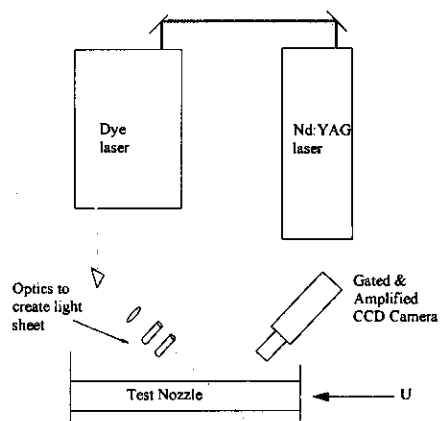 Dye
laser
Nd:YAG
laser
Optics to
create light
sheet
Gated &
Amplified
CCD Camera
Test Nozzle
U